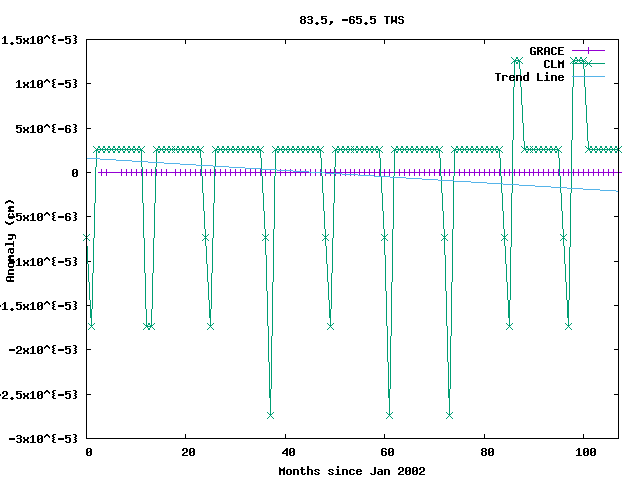 83.5, -65.5 TWS
1.5x10^{-5}
1x10^{-5}
5x10^{-6}
0
5x10^{-6}
1x10^{-5}
1.5x10^{-5}
-2x10^{-5}
2.5x10^{-5}
-3x10^{-5}
Anomaly (cm)
GRACE
CLM
Trend Line
0 20 40 60 80 100
Months since Jan 2002